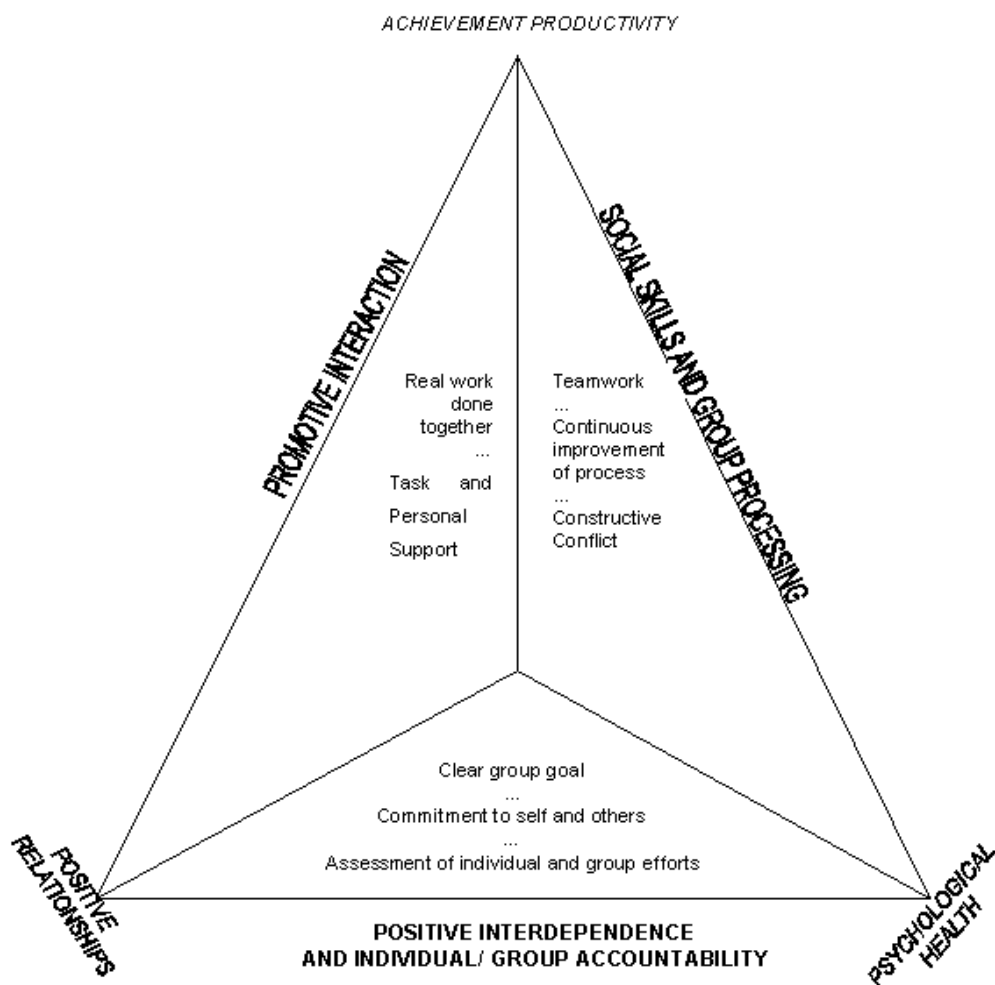 ACHIEVEMENT PRODUCTIVITY
PROMOTIVE INTERACTION
SOCIAL SKILLS AND GROUP PROCESSING
Real work
done
together
...
Task and
Personal
Support
Teamwork
...
Continuous
improvement
of process
...
Constructive
Conflict
Clear group goal
...
Commitment to self and others
...
Assessment of individual and group efforts
POSITIVE
RELATIONSHIPS
PSYCHOLOGICAL
HEALTH
POSITIVE INTERDEPENDENCE
AND INDIVIDUAL/ GROUP ACCOUNTABILITY